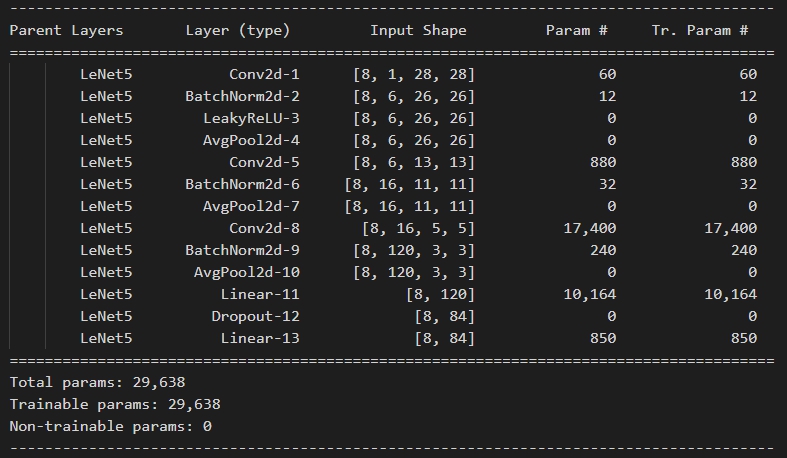 ---------------------------------------------------------------------------------------
Parent Layers       Layer (type)         Input Shape         Param #     Tr. Param #
=======================================================================================
        LeNet5           Conv2d-1      [8, 1, 28, 28]              60              60
        LeNet5      BatchNorm2d-2      [8, 6, 26, 26]              12              12
        LeNet5        LeakyReLU-3      [8, 6, 26, 26]               0               0
        LeNet5        AvgPool2d-4      [8, 6, 26, 26]               0               0
        LeNet5           Conv2d-5      [8, 6, 13, 13]             880             880
        LeNet5      BatchNorm2d-6     [8, 16, 11, 11]              32              32
        LeNet5        AvgPool2d-7     [8, 16, 11, 11]               0               0
        LeNet5           Conv2d-8       [8, 16, 5, 5]          17,400          17,400
        LeNet5      BatchNorm2d-9      [8, 120, 3, 3]             240             240
        LeNet5       AvgPool2d-10      [8, 120, 3, 3]               0               0
        LeNet5          Linear-11            [8, 120]          10,164          10,164
        LeNet5         Dropout-12             [8, 84]               0               0
        LeNet5          Linear-13             [8, 84]             850             850
=======================================================================================
Total params: 29,638
Trainable params: 29,638
Non-trainable params: 0
---------------------------------------------------------------------------------------